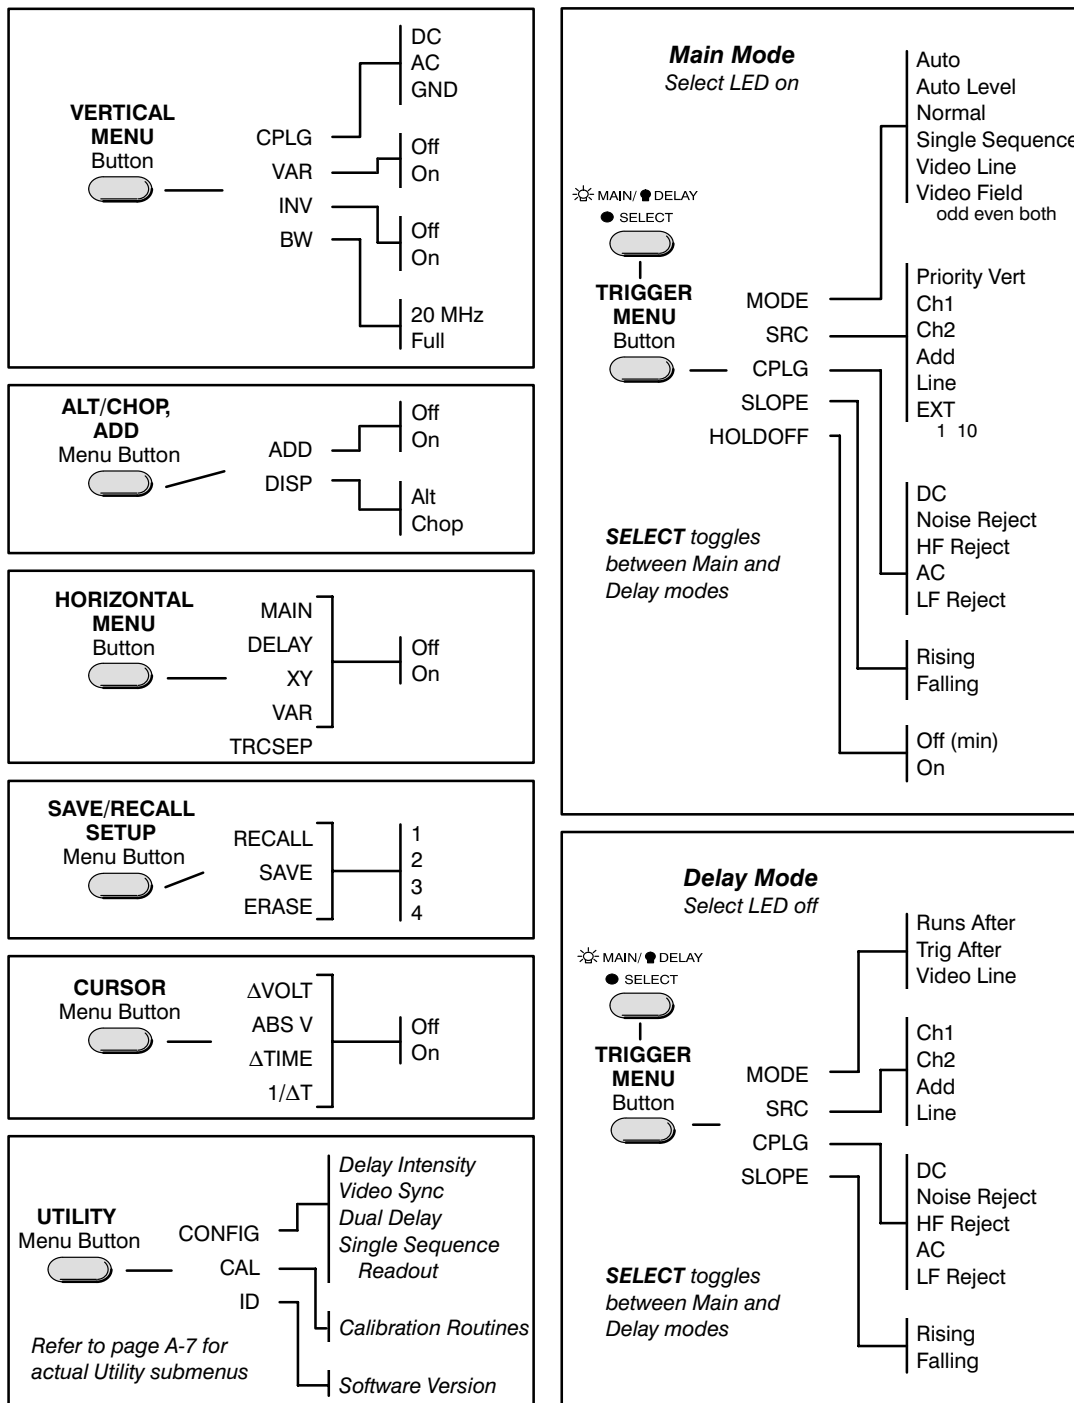 VERTICAL
MENU
Button
CPLG
VAR
INV
BW
DC
AC
GND
Off
On
Off
On
20 MHz
Full
ALT/CHOP,
ADD
Menu Button
ADD
DISP
Off
On
Alt
Chop
HORIZONTAL
MENU
Button
MAIN
DELAY
XY
VAR
TRCSEP
Off
On
SAVE/RECALL
SETUP
Menu Button
RECALL
SAVE
ERASE
1
2
3
4
CURSOR
Menu Button
ΔVOLT
ABS V
ΔTIME
1/ΔT
Off
On
UTILITY
Menu Button
CONFIG
CAL
ID
Delay Intensity
Video Sync
Dual Delay
Single Sequence
Readout
Calibration Routines
Software Version
Refer to page A-7 for
actual Utility submenus
Main Mode
Select LED on
MAIN/ DELAY
SELECT
TRIGGER
MENU
Button
MODE
SRC
CPLG
SLOPE
HOLDOFF
Auto
Auto Level
Normal
Single Sequence
Video Line
Video Field
odd even both
Priority Vert
Ch1
Ch2
Add
Line
EXT
1 10
DC
Noise Reject
HF Reject
AC
LF Reject
Rising
Falling
Off (min)
On
SELECT toggles
between Main and
Delay modes
Delay Mode
Select LED off
MAIN/ DELAY
SELECT
TRIGGER
MENU
Button
MODE
SRC
CPLG
SLOPE
Runs After
Trig After
Video Line
Ch1
Ch2
Add
Line
DC
Noise Reject
HF Reject
AC
LF Reject
Rising
Falling
SELECT toggles
between Main and
Delay modes